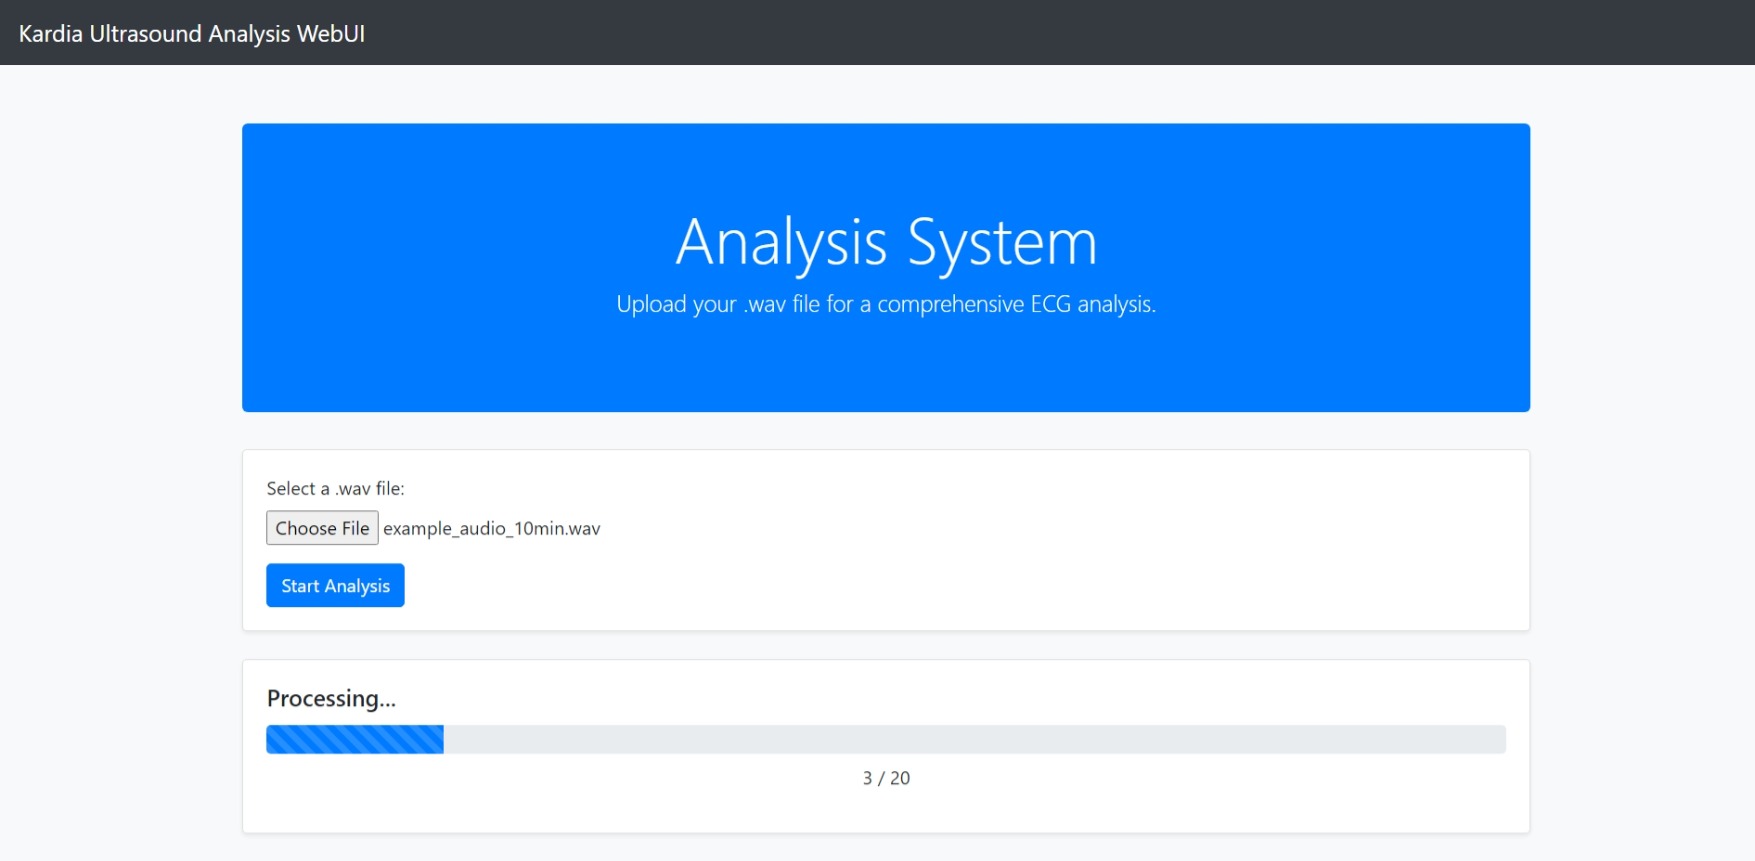 Kardia Ultrasound Analysis WebUI
Analysis System
Upload your .wav file for a comprehensive ECG analysis.
Select a .wav file:
Choose File example_audio_10min.wav
Start Analysis
Processing...
3 / 20